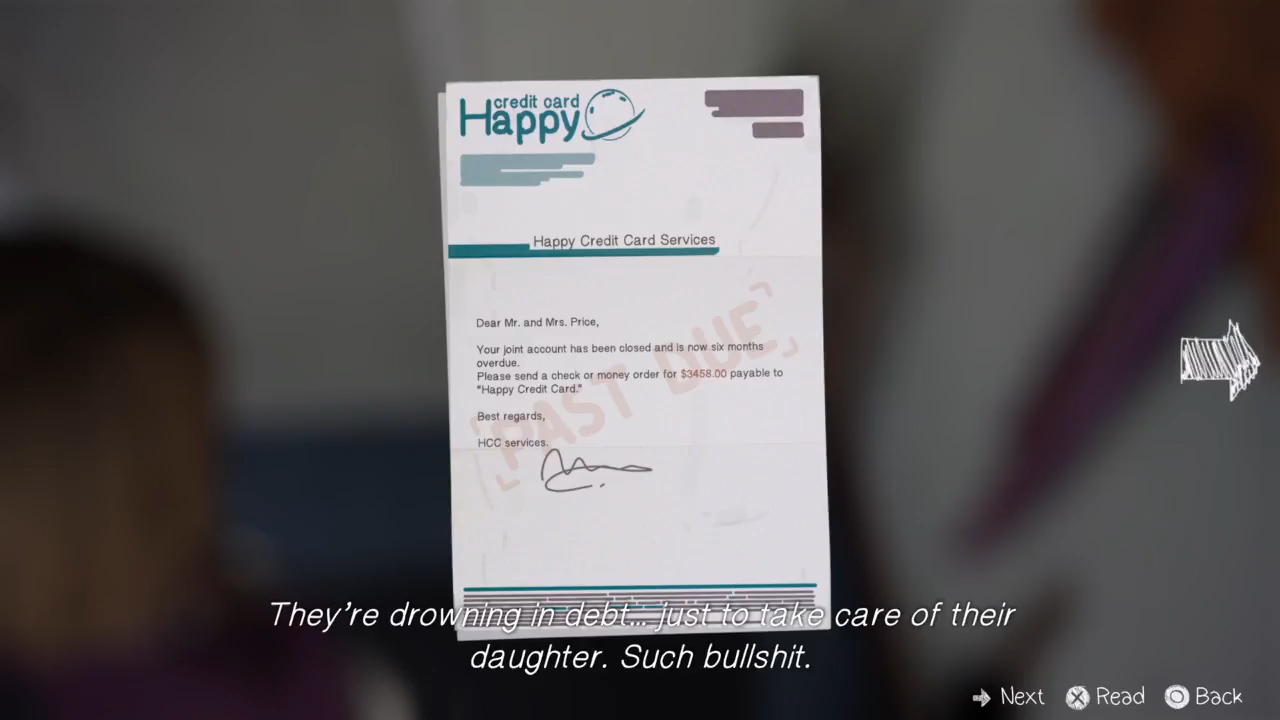 credit card
Happy
Happy Credit Card Services
Dear Mr. and Mrs. Price,
Your joint account has been closed and is now six months
overdue.
Please send a check or money order for $3458.00 payable to
"Happy Credit Card."
PAST DUE
Best regards,
HCC services.
They're drowning in debt... just to take care of their
daughter. Such bullshit.
Next Read Back